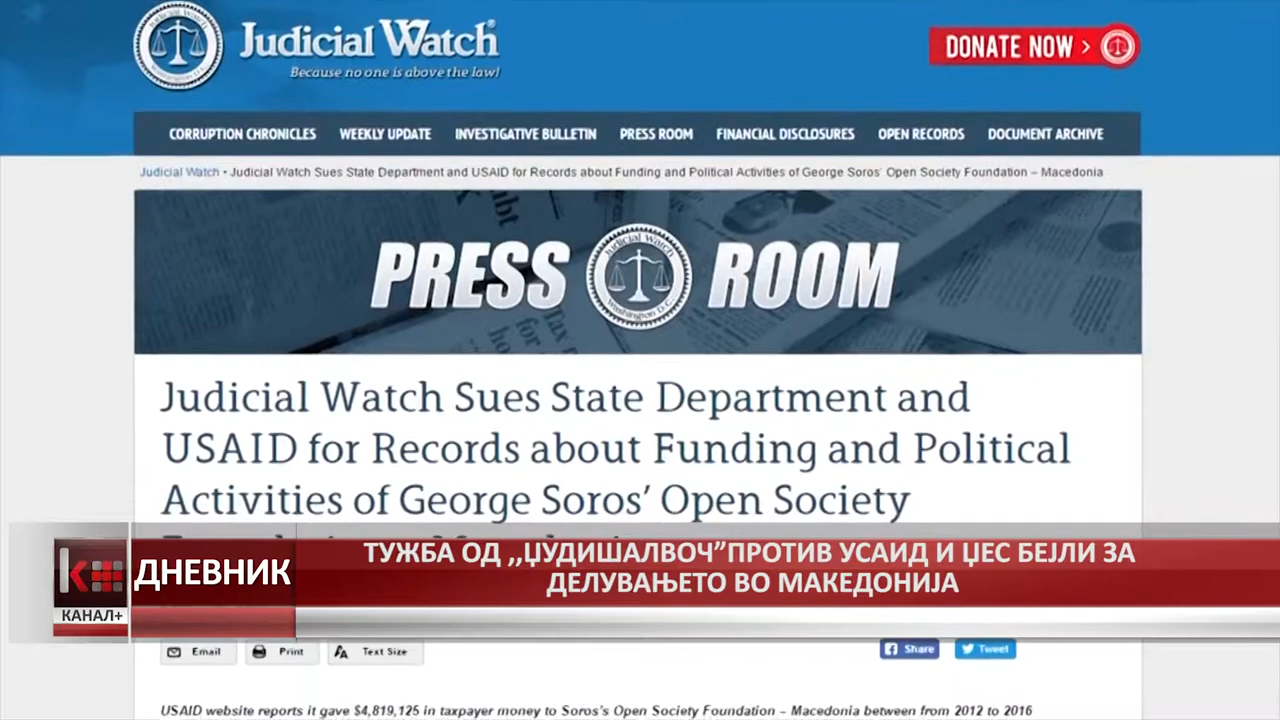 Judicial Watch
Because no one is above the law!
DONATE NOW >
CORRUPTION CHRONICLES WEEKLY UPDATE INVESTIGATIVE BULLETIN PRESS ROOM FINANCIAL DISCLOSURES OPEN RECORDS DOCUMENT ARCHIVE
Judicial Watch • Judicial Watch Sues State Department and USAID for Records about Funding and Political Activities of George Soros' Open Society Foundation – Macedonia
PRESS ROOM
Judicial Watch
Washington D.C.
Judicial Watch Sues State Department and
USAID for Records about Funding and Political
Activities of George Soros' Open Society
ДНЕВНИК
КАНАЛ+
ТУЖБА ОД ,,ЏУДИШАЛВОЧ”ПРОТИВ УСАИД И ЏЕС БЕЈЛИ ЗА
ДЕЛУВАЊЕТО ВО МАКЕДОНИЈА
Email Print Text Size Share Tweet
USAID website reports it gave $4,819,125 in taxpayer money to Soros's Open Society Foundation – Macedonia between from 2012 to 2016